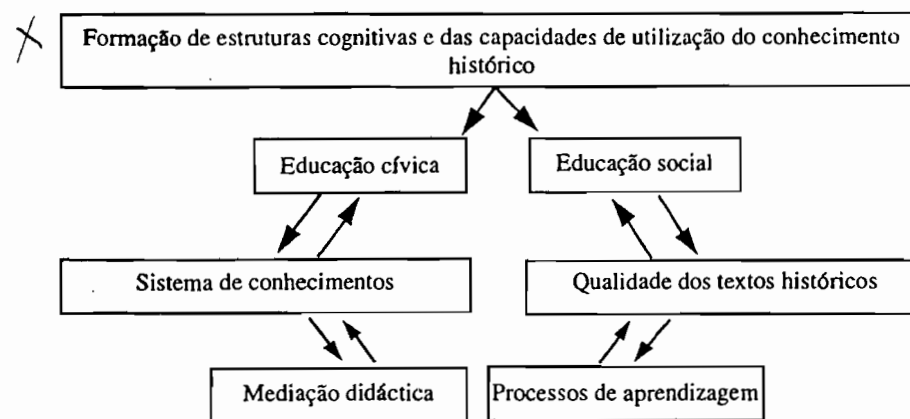 Formação de estruturas cognitivas e das capacidades de utilização do conhecimento
histórico
Educação cívica
Educação social
Sistema de conhecimentos
Qualidade dos textos históricos
Mediação didáctica
Processos de aprendizagem